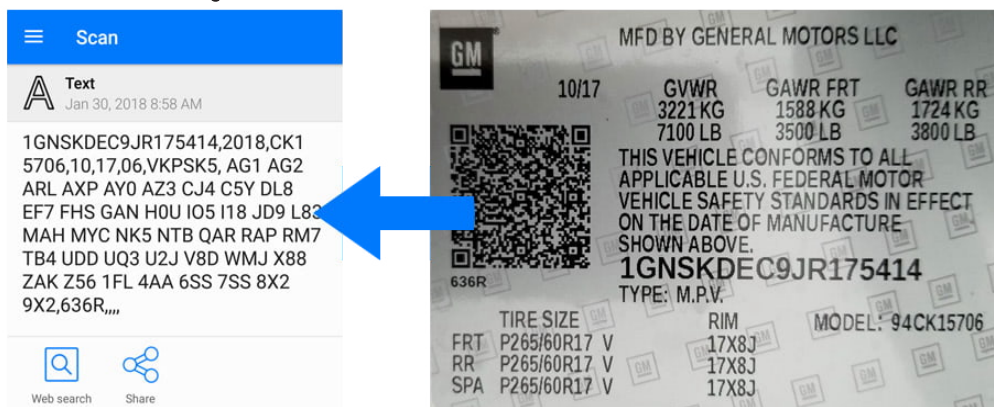 Scan
Text
Jan 30, 2018 8:58 AM
1GNSKDEC9JR175414,2018,CK1
5706,10,17,06,VKPSK5, AG1 AG2
ARL AXP AY0 AZ3 CJ4 C5Y DL8
EF7 FHS GAN H0U IO5 I18 JD9 L83
MAH MYC NK5 NTB QAR RAP RM7
TB4 UDD UQ3 U2J V8D WMJ X88
ZAK Z56 1FL 4AA 6SS 7SS 8X2
9X2,636R,,,,
Web search Share
GM
MFD BY GENERAL MOTORS LLC
10/17 GVWR GAWR FRT GAWR RR
3221 KG 1588 KG 1724 KG
7100 LB 3500 LB 3800 LB
THIS VEHICLE CONFORMS TO ALL
APPLICABLE U.S. FEDERAL MOTOR
VEHICLE SAFETY STANDARDS IN EFFECT
ON THE DATE OF MANUFACTURE
SHOWN ABOVE.
1GNSKDEC9JR175414
636R
TYPE: M.P.V.
TIRE SIZE RIM MODEL: 94CK15706
FRT P265/60R17 V 17X8J
RR P265/60R17 V 17X8J
SPA P265/60R17 V 17X8J